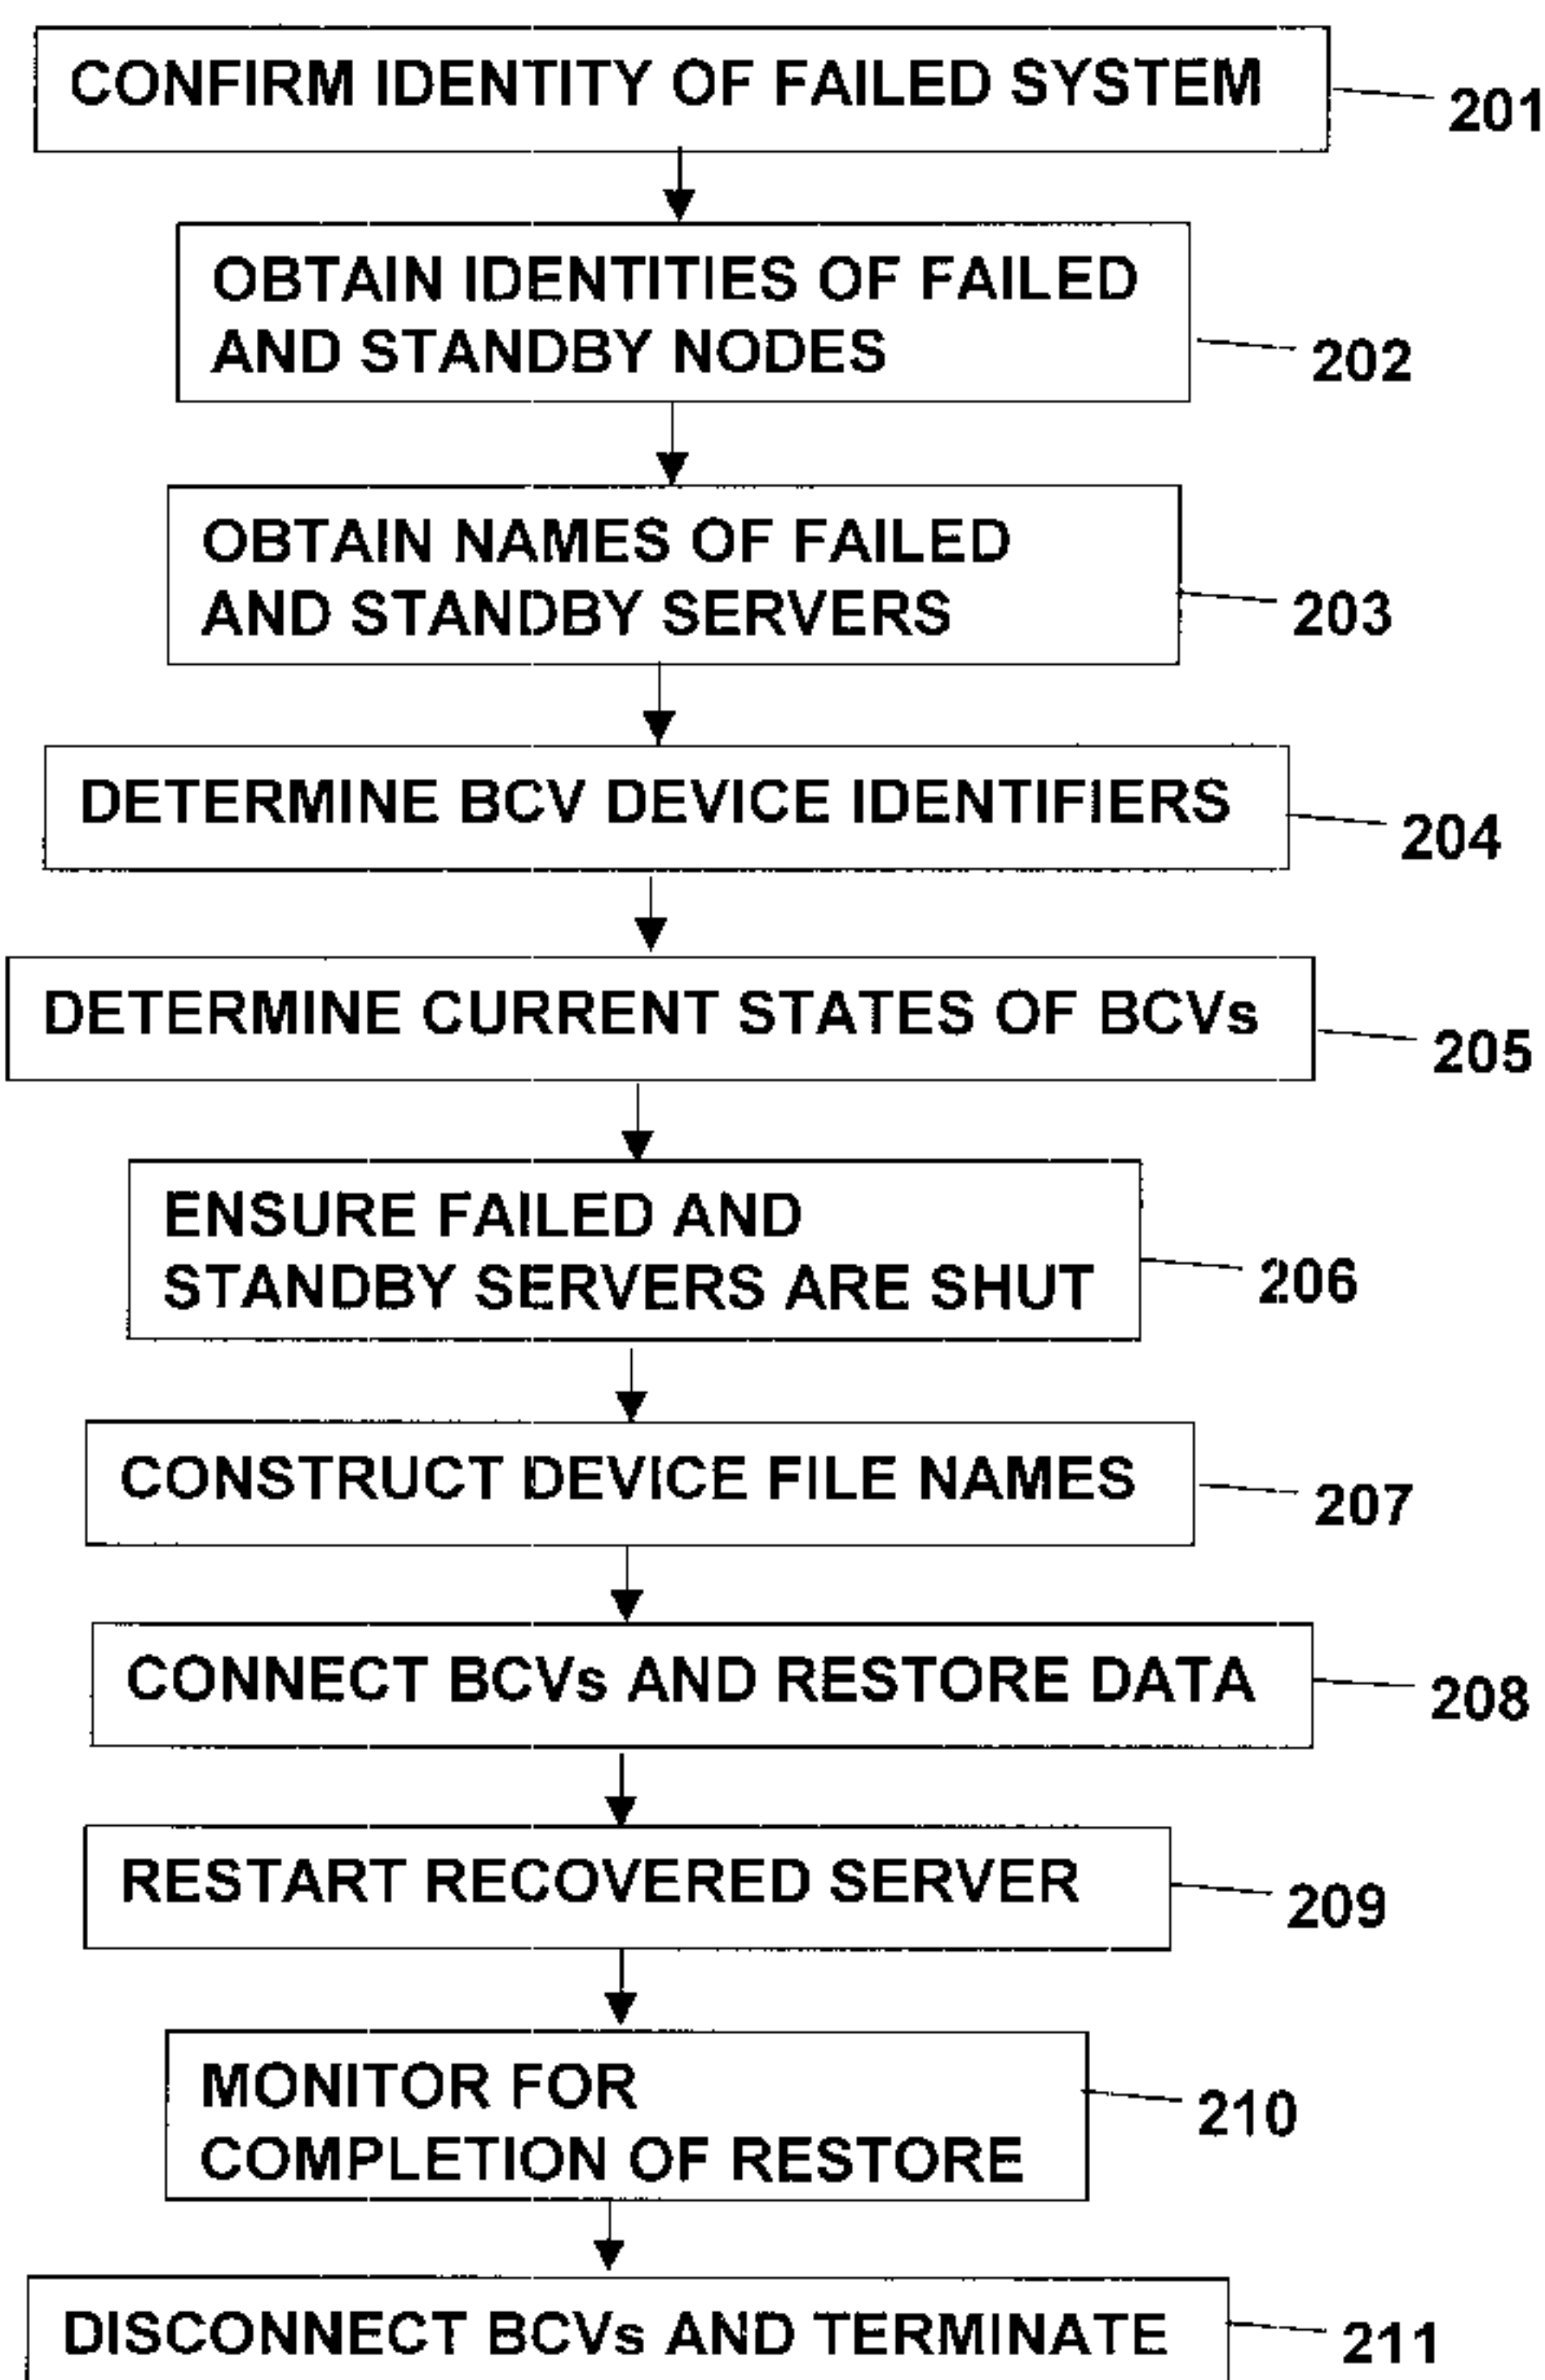 CONFIRM IDENTITY OF FAILED SYSTEM
201
OBTAIN IDENTITIES OF FAILED
AND STANDBY NODES
202
OBTAIN NAMES OF FAILED
AND STANDBY SERVERS
203
DETERMINE BCV DEVICE IDENTIFIERS
204
DETERMINE CURRENT STATES OF BCVs
205
ENSURE FAILED AND
STANDBY SERVERS ARE SHUT
206
CONSTRUCT DEVICE FILE NAMES
207
CONNECT BCVs AND RESTORE DATA
208
RESTART RECOVERED SERVER
209
MONITOR FOR
COMPLETION OF RESTORE
210
DISCONNECT BCVs AND TERMINATE
211